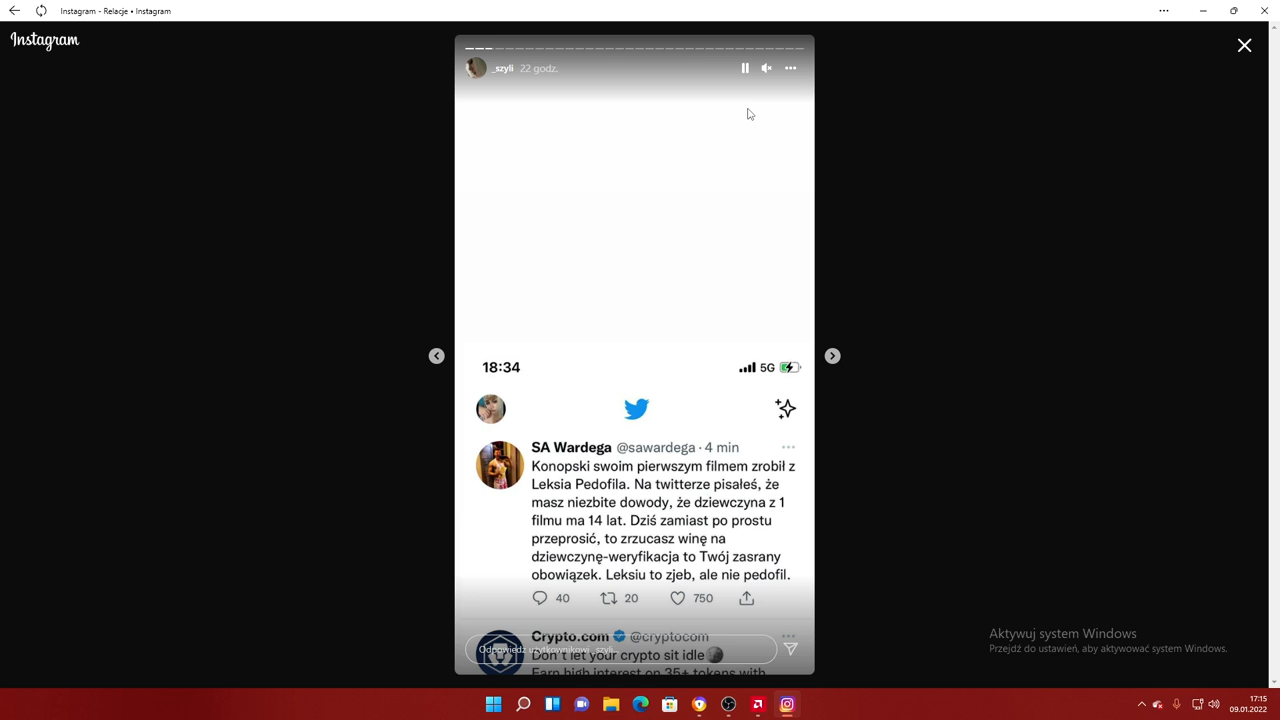 Instagram - Relacje • Instagram
Instagram
_szyli 22 godz.
18:34
5G
SA Wardega @sawardega · 4 min
Konopski swoim pierwszym filmem zrobił z
Leksia Pedofila. Na twitterze pisałeś, że
masz niezbite dowody, że dziewczyna z 1
filmu ma 14 lat. Dziś zamiast po prostu
przeprosić, to zrzucasz winę na
dziewczynę-weryfikacja to Twój zasrany
obowiązek. Leksiu to zjeb, ale nie pedofil.
40 20 750
Crypto.com @cryptocom
Odpowiedz użytkownikowi _szyli...
Don´t let your crypto sit idle
Earn high interest on 35+ tokens with
Aktywuj system Windows
Przejdź do ustawień, aby aktywować system Windows.
17:15
09.01.2022